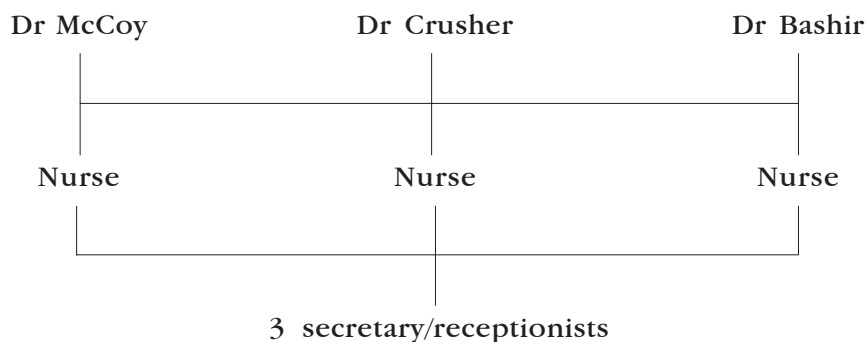 Dr McCoy Dr Crusher Dr Bashir
Nurse Nurse Nurse
3 secretary/receptionists